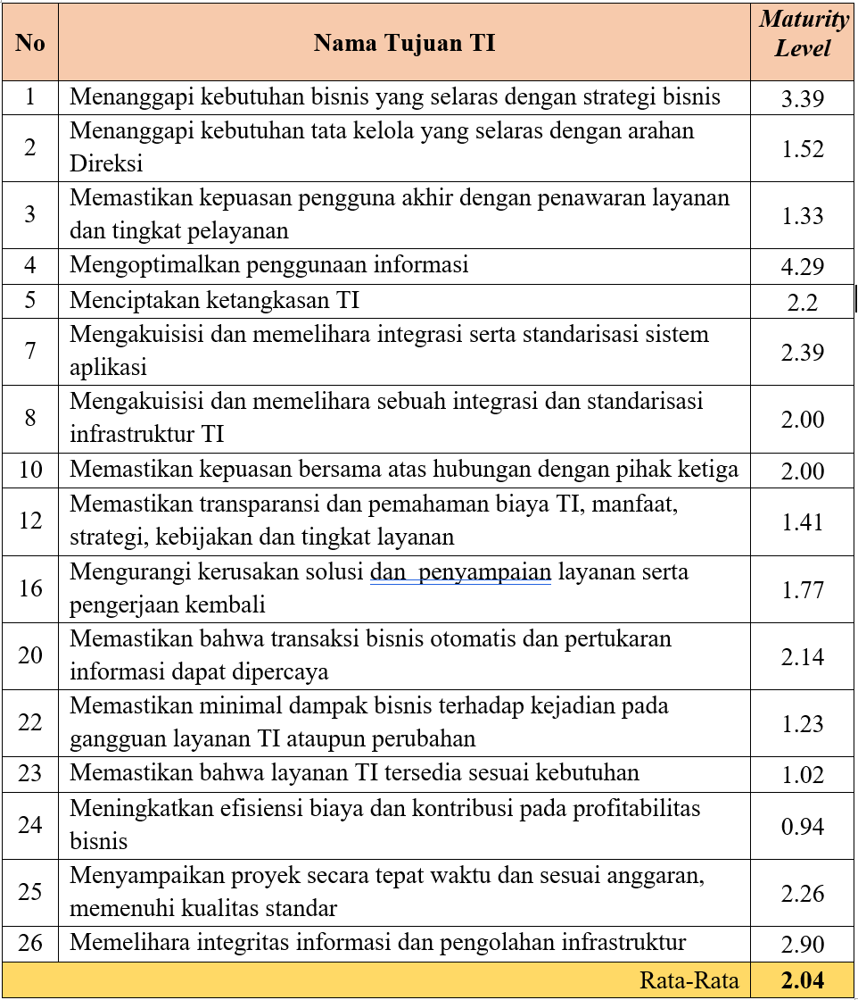 No Nama Tujuan TI Maturity
Level
1 Menanggapi kebutuhan bisnis yang selaras dengan strategi bisnis 3.39
2 Menanggapi kebutuhan tata kelola yang selaras dengan arahan
Direksi 1.52
3 Memastikan kepuasan pengguna akhir dengan penawaran layanan
dan tingkat pelayanan 1.33
4 Mengoptimalkan penggunaan informasi 4.29
5 Menciptakan ketangkasan TI 2.2
7 Mengakuisisi dan memelihara integrasi serta standarisasi sistem
aplikasi 2.39
8 Mengakuisisi dan memelihara sebuah integrasi dan standarisasi
infrastruktur TI 2.00
10 Memastikan kepuasan bersama atas hubungan dengan pihak ketiga 2.00
12 Memastikan transparansi dan pemahaman biaya TI, manfaat,
strategi, kebijakan dan tingkat layanan 1.41
16 Mengurangi kerusakan solusi dan  penyampaian layanan serta
pengerjaan kembali 1.77
20 Memastikan bahwa transaksi bisnis otomatis dan pertukaran
informasi dapat dipercaya 2.14
22 Memastikan minimal dampak bisnis terhadap kejadian pada
gangguan layanan TI ataupun perubahan 1.23
23 Memastikan bahwa layanan TI tersedia sesuai kebutuhan 1.02
24 Meningkatkan efisiensi biaya dan kontribusi pada profitabilitas
bisnis 0.94
25 Menyampaikan proyek secara tepat waktu dan sesuai anggaran,
memenuhi kualitas standar 2.26
26 Memelihara integritas informasi dan pengolahan infrastruktur 2.90
Rata-Rata 2.04